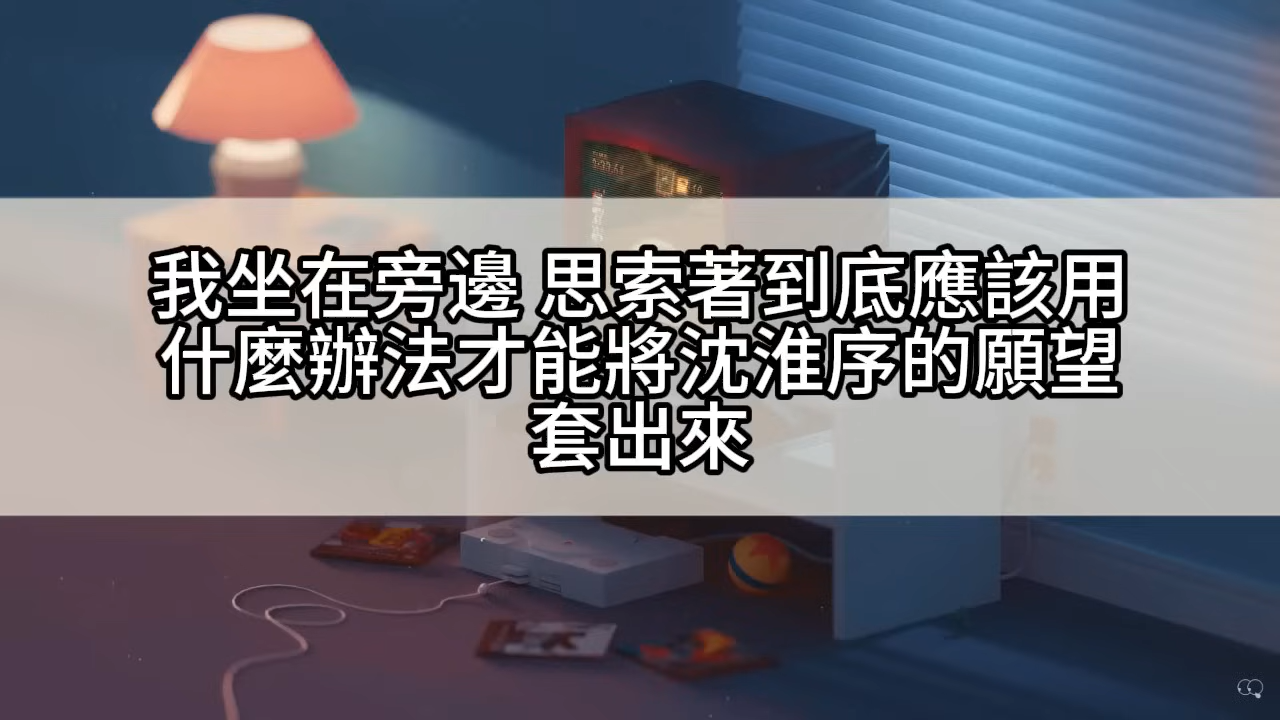 我坐在旁邊 思索著到底應該用
什麼辦法才能將沈淮序的願望
套出來